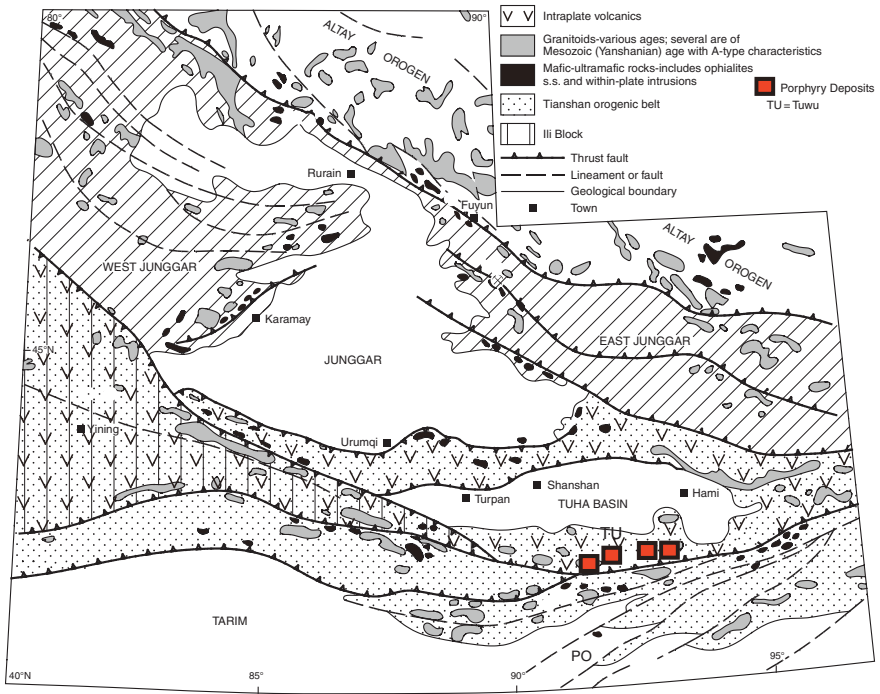 80°
90°
ALTAY
OROGEN
Intraplate volcanics
Granitoids-various ages; several are of
Mesozoic (Yanshanian) age with A-type characteristics
Mafic-ultramafic rocks-includes ophialites
s.s. and within-plate intrusions
Porphyry Deposits
TU = Tuwu
Tianshan orogenic belt
Ili Block
Thrust fault
Lineament or fault
Geological boundary
Town
Rurain
Fuyun
ALTAY
OROGEN
WEST JUNGGAR
Karamay
EAST JUNGGAR
45°N
JUNGGAR
Yining
Urumqi
Turpan
Shanshan
Hami
TUHA BASIN
TU
TARIM
PO
40°N
85°
90°
95°